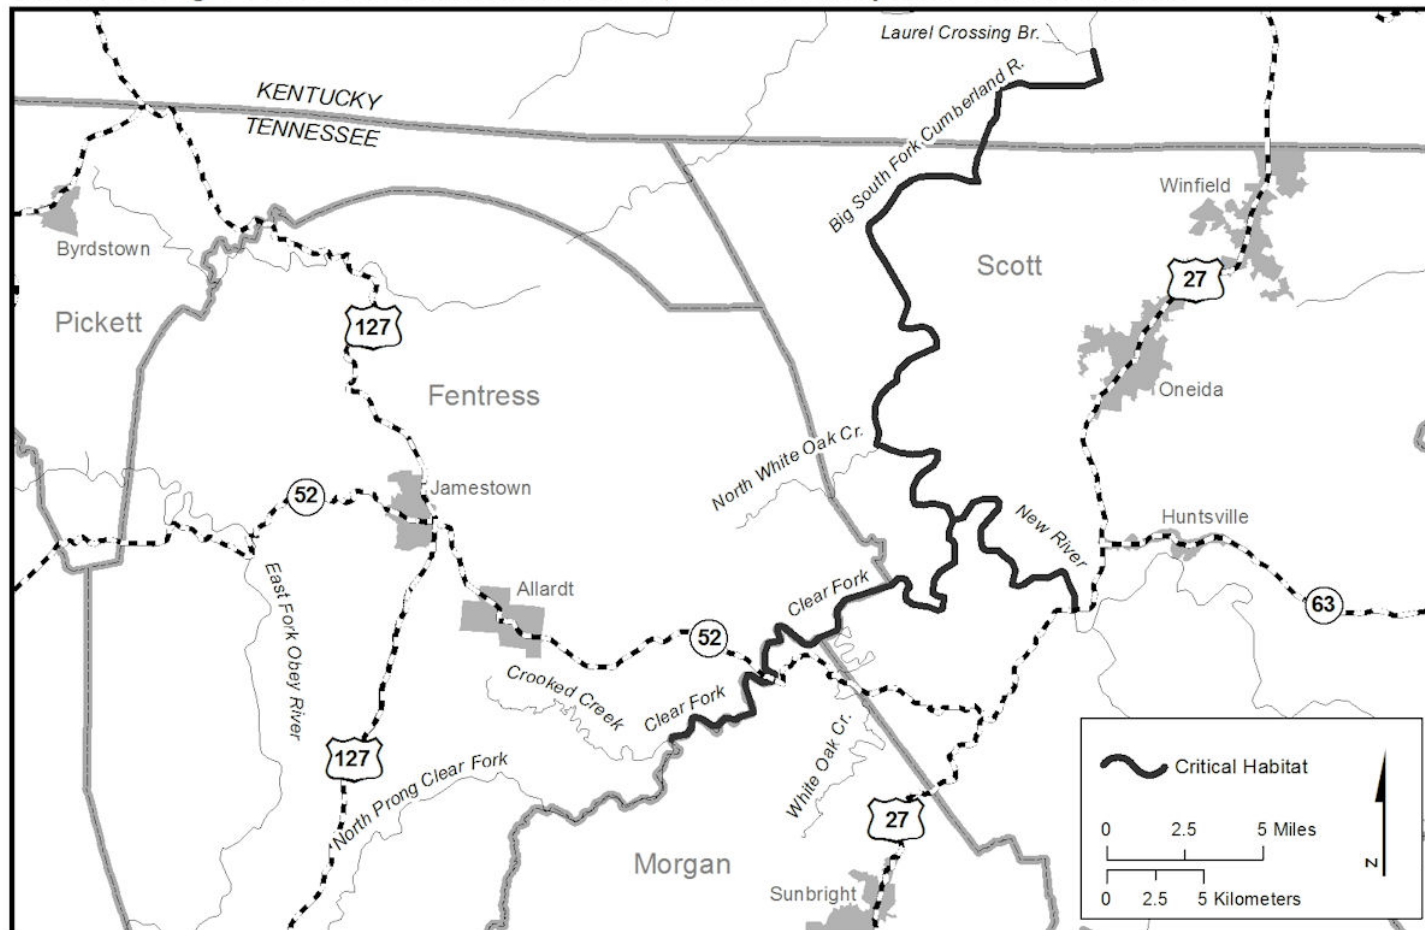 Laurel Crossing Br.
KENTUCKY
TENNESSEE
Big South Fork Cumberland R.
Winfield
Byrdstown
Scott
27
Pickett
127
Fentress
Oneida
North White Oak Cr.
Jamestown
52
New River
Huntsville
East Fork Obey River
Allardt
Clear Fork
63
52
Crooked Creek
Clear Fork
White Oak Cr.
127
North Prong Clear Fork
27
Morgan
Sunbright
Critical Habitat
0 2.5 5 Miles
0 2.5 5 Kilometers
N